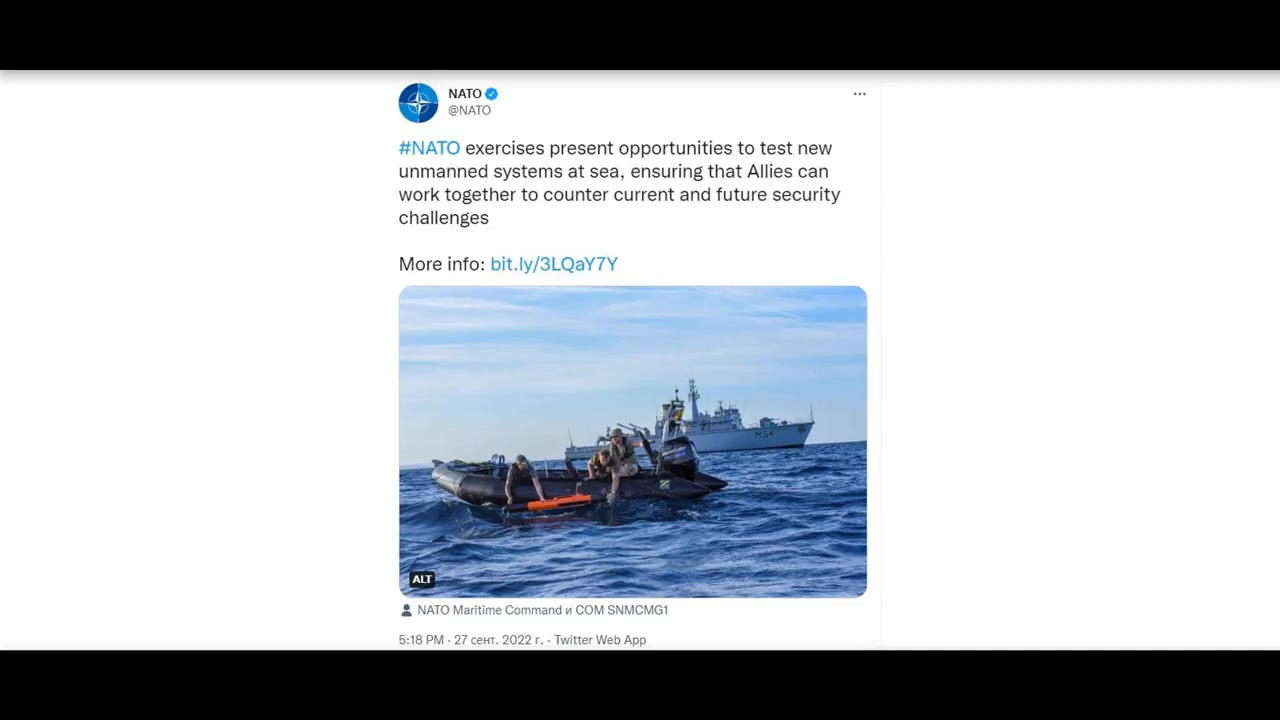 NATO
@NATO
#NATO exercises present opportunities to test new
unmanned systems at sea, ensuring that Allies can
work together to counter current and future security
challenges
More info: bit.ly/3LQaY7Y
M54
ALT
NATO Maritime Command и COM SNMCMG1
5:18 PM · 27 сент. 2022 г. · Twitter Web App